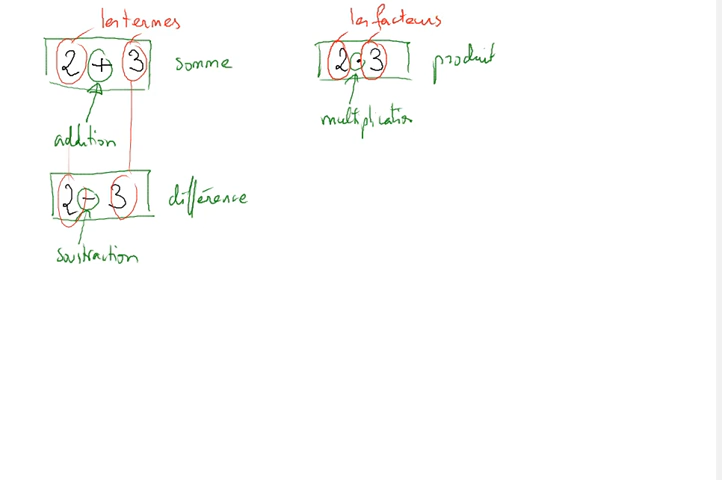 les termes
2 + 3 somme
addition
2 - 3 différence
soustraction
les facteurs
2 · 3 produit
multiplication